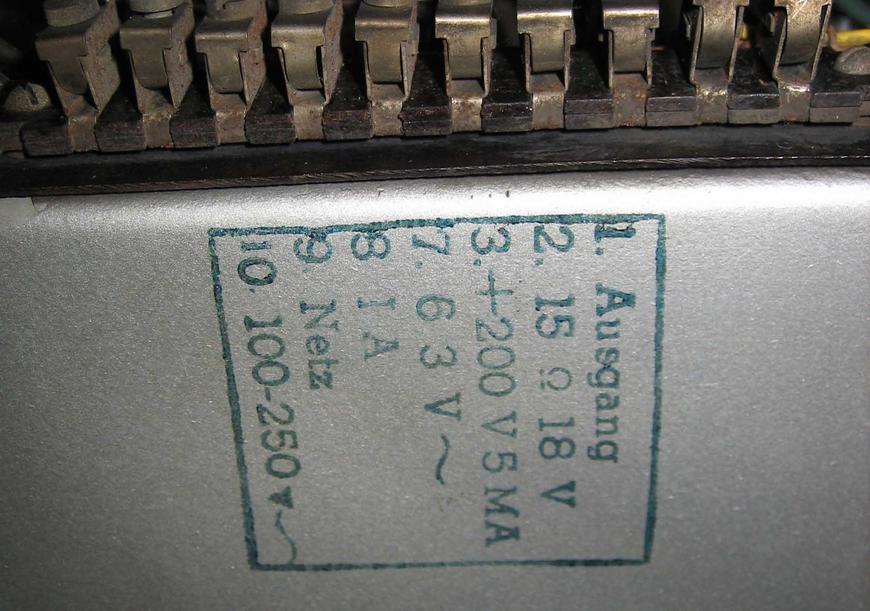 1. Ausgang
2. 15 Ω 18 V
3. +200 V 5 MA
7. 6 3 V ~
8 1 A
9. Netz
10. 100-250 V ~